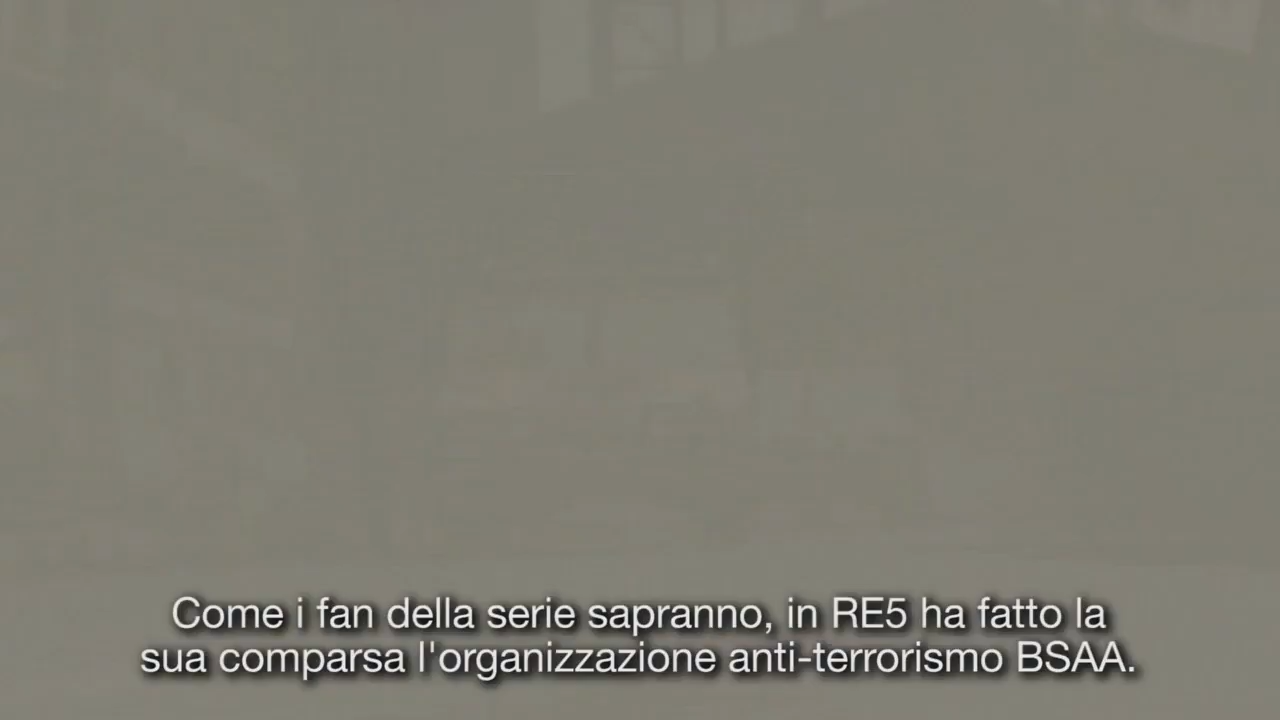 Come i fan della serie sapranno, in RE5 ha fatto la
sua comparsa l'organizzazione anti-terrorismo BSAA.